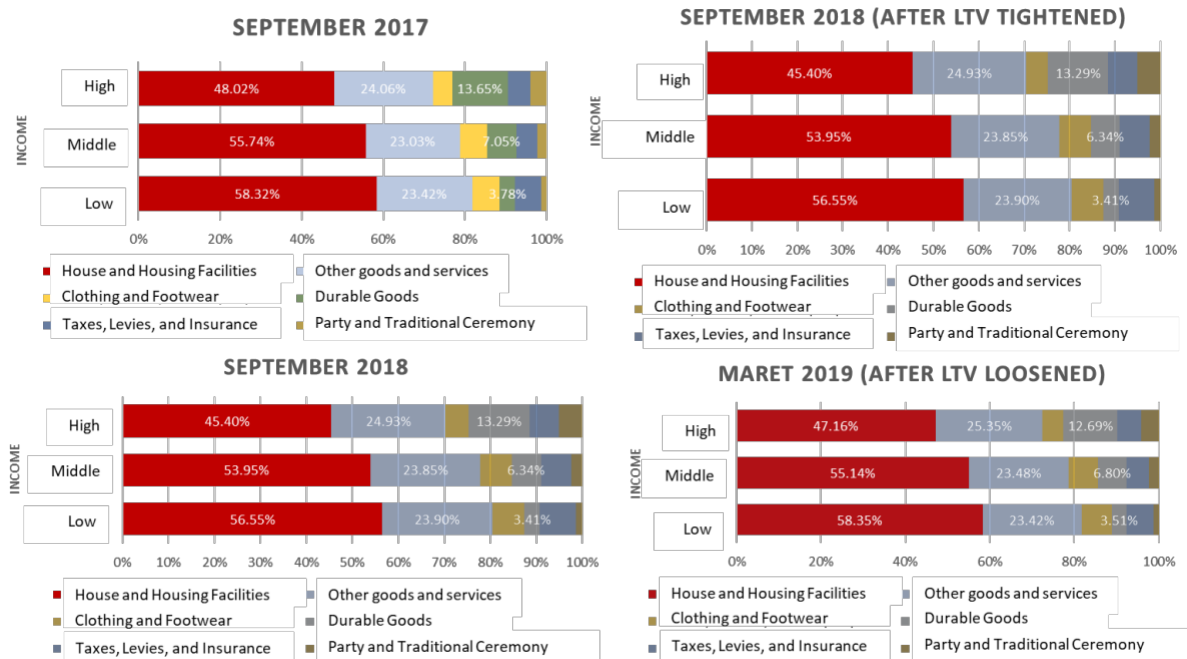 SEPTEMBER 2017
INCOME
High
48.02% 24.06% 13.65%
Middle
55.74% 23.03% 7.05%
Low
58.32% 23.42% 3.78%
0% 20% 40% 60% 80% 100%
House and Housing Facilities
Other goods and services
Clothing and Footwear
Durable Goods
Taxes, Levies, and Insurance
Party and Traditional Ceremony
SEPTEMBER 2018 (AFTER LTV TIGHTENED)
INCOME
High
45.40% 24.93% 13.29%
Middle
53.95% 23.85% 6.34%
Low
56.55% 23.90% 3.41%
0% 10% 20% 30% 40% 50% 60% 70% 80% 90% 100%
House and Housing Facilities
Other goods and services
Clothing and Footwear
Durable Goods
Taxes, Levies, and Insurance
Party and Traditional Ceremony
SEPTEMBER 2018
INCOME
High
45.40% 24.93% 13.29%
Middle
53.95% 23.85% 6.34%
Low
56.55% 23.90% 3.41%
0% 10% 20% 30% 40% 50% 60% 70% 80% 90% 100%
House and Housing Facilities
Other goods and services
Clothing and Footwear
Durable Goods
Taxes, Levies, and Insurance
Party and Traditional Ceremony
MARET 2019 (AFTER LTV LOOSENED)
INCOME
High
47.16% 25.35% 12.69%
Middle
55.14% 23.48% 6.80%
Low
58.35% 23.42% 3.51%
0% 20% 40% 60% 80% 100%
House and Housing Facilities
Other goods and services
Clothing and Footwear
Durable Goods
Taxes, Levies, and Insurance
Party and Traditional Ceremony